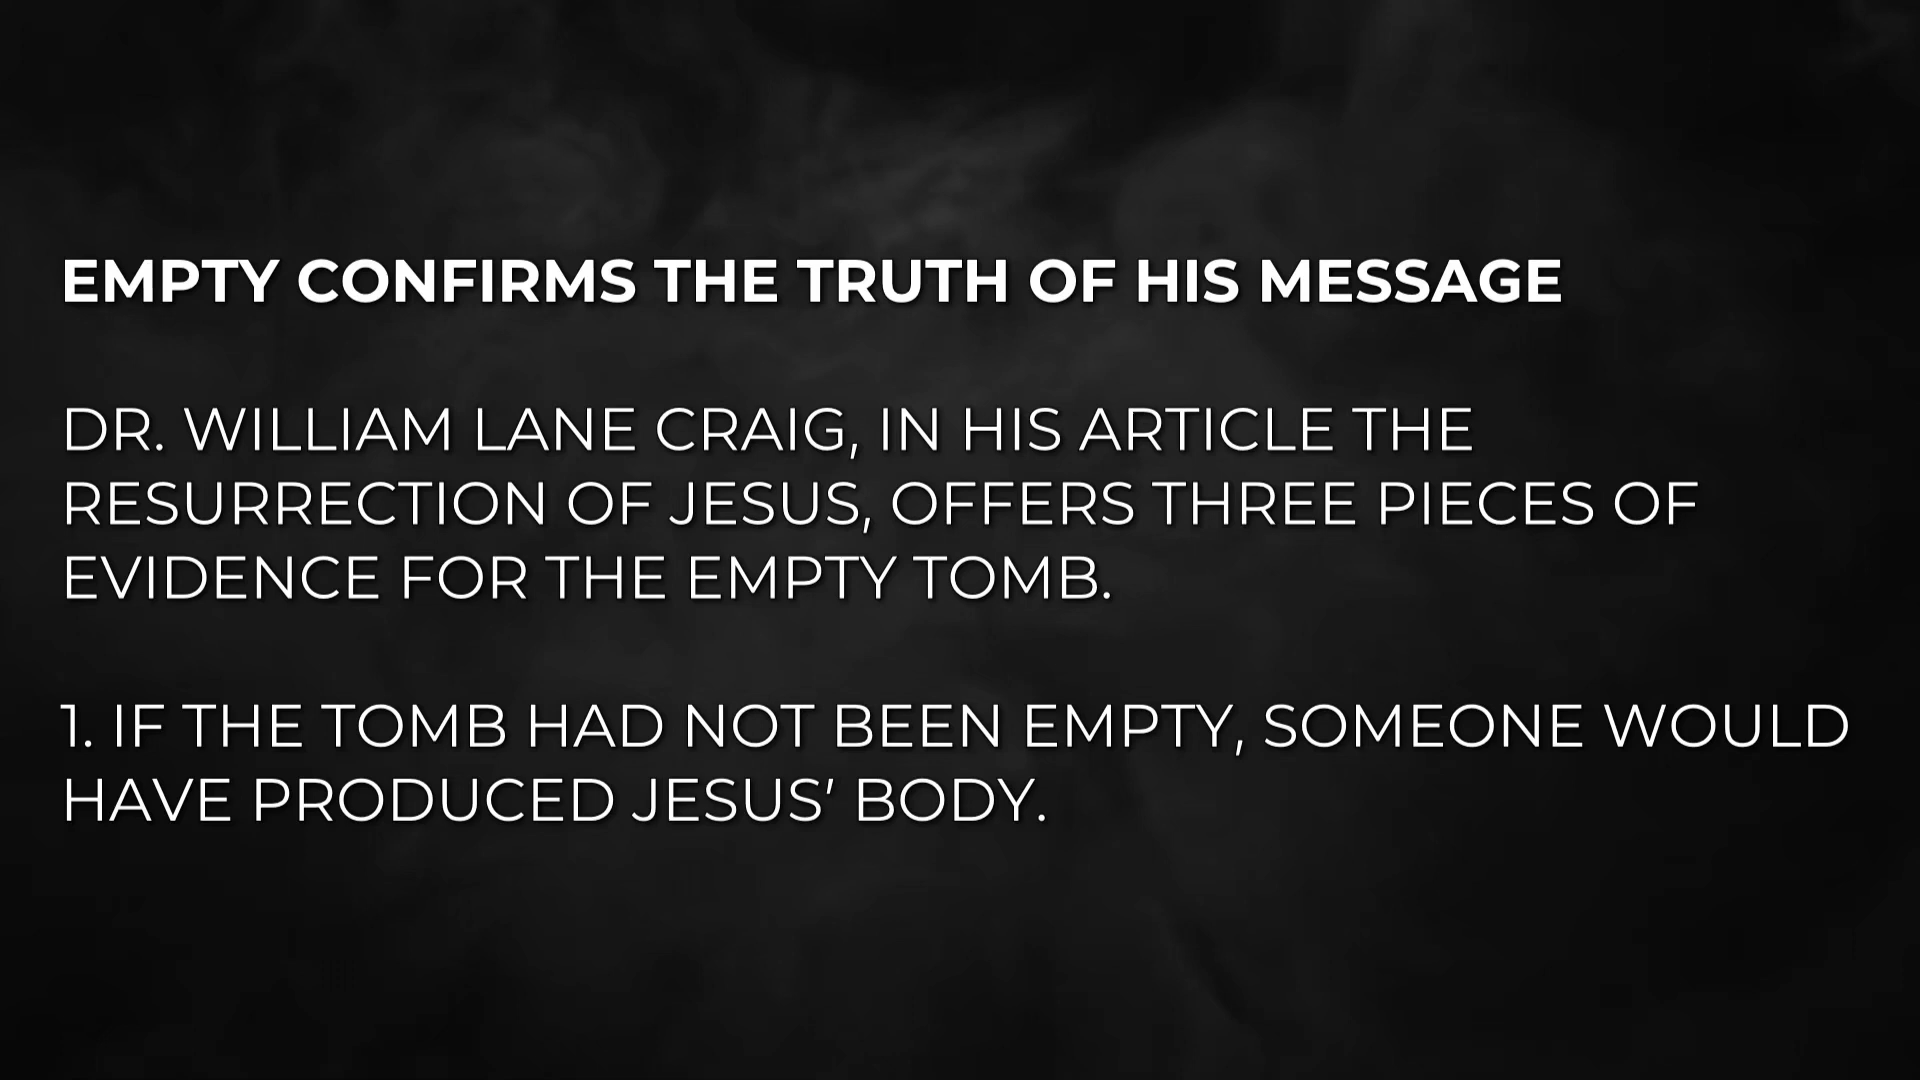 EMPTY CONFIRMS THE TRUTH OF HIS MESSAGE
DR. WILLIAM LANE CRAIG, IN HIS ARTICLE THE
RESURRECTION OF JESUS, OFFERS THREE PIECES OF
EVIDENCE FOR THE EMPTY TOMB.
1. IF THE TOMB HAD NOT BEEN EMPTY, SOMEONE WOULD
HAVE PRODUCED JESUS’ BODY.